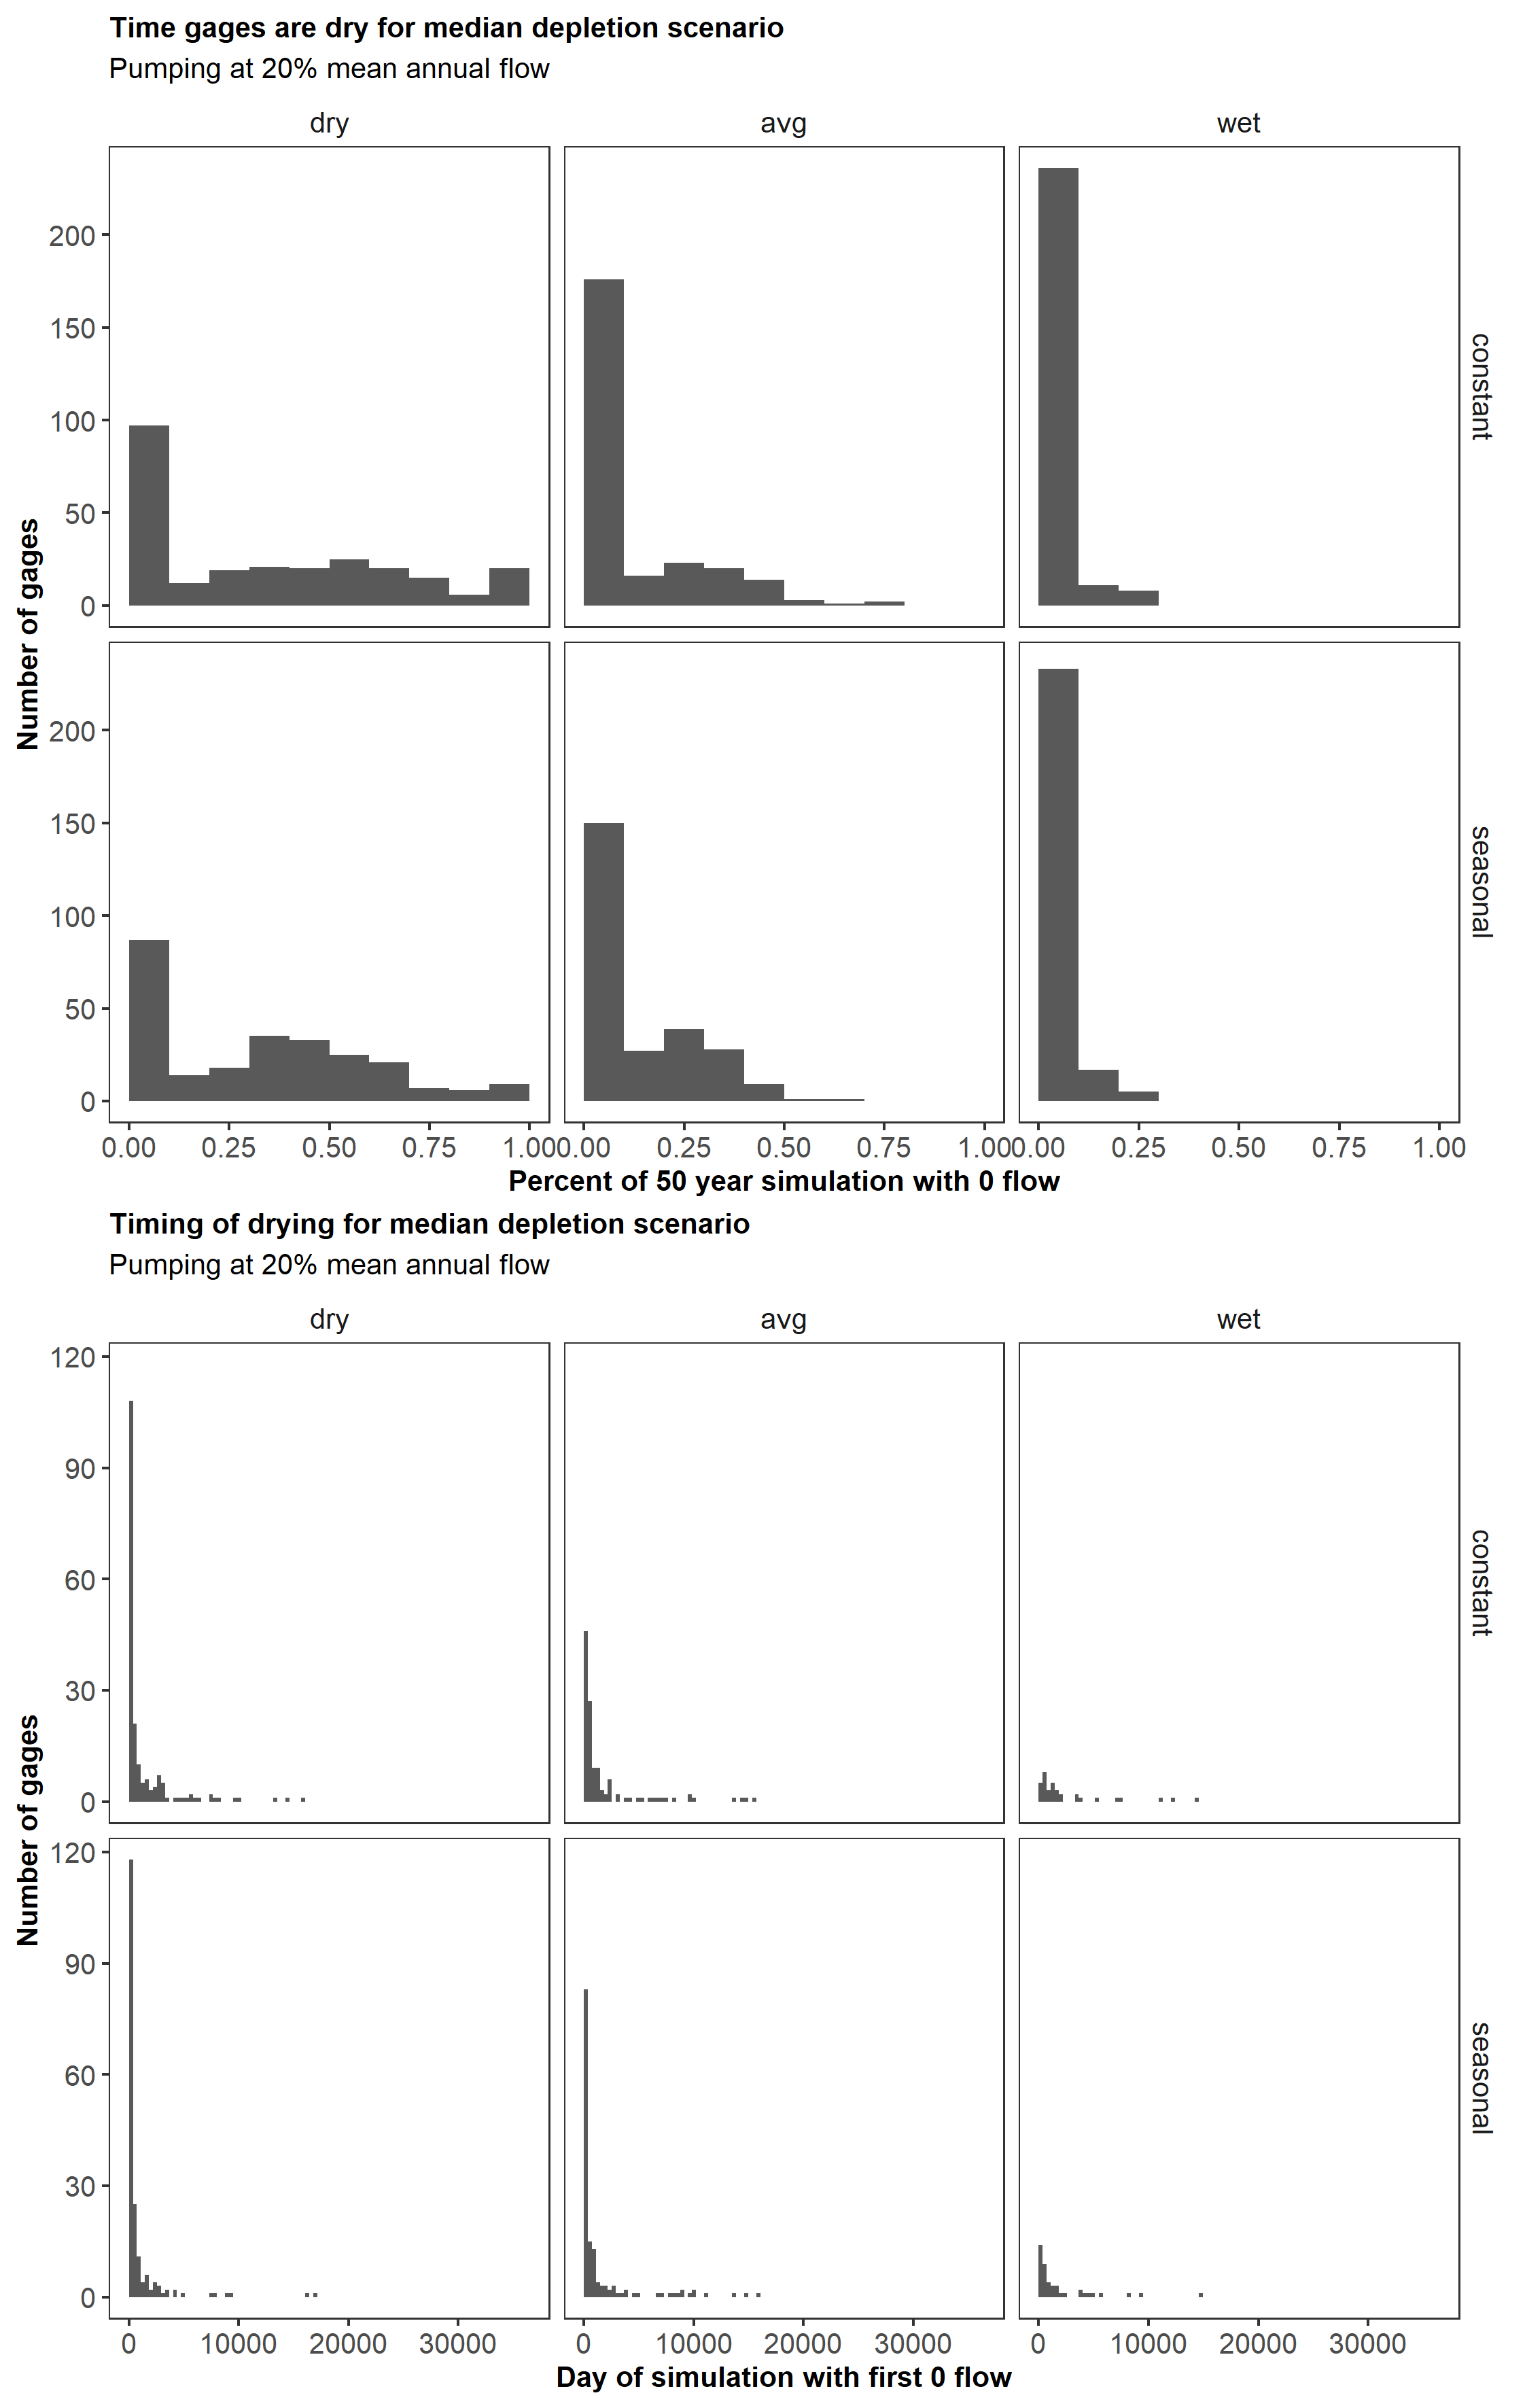 Time gages are dry for median depletion scenario
Pumping at 20% mean annual flow
dry avg wet
200
150
100
50
0
constant
Number of gages
200
150
100
50
0
seasonal
0.00 0.25 0.50 0.75 1.00 0.00 0.25 0.50 0.75 1.00 0.00 0.25 0.50 0.75 1.00
Percent of 50 year simulation with 0 flow
Timing of drying for median depletion scenario
Pumping at 20% mean annual flow
dry avg wet
120
90
60
30
0
constant
Number of gages
120
90
60
30
0
seasonal
0 10000 20000 30000 0 10000 20000 30000 0 10000 20000 30000
Day of simulation with first 0 flow